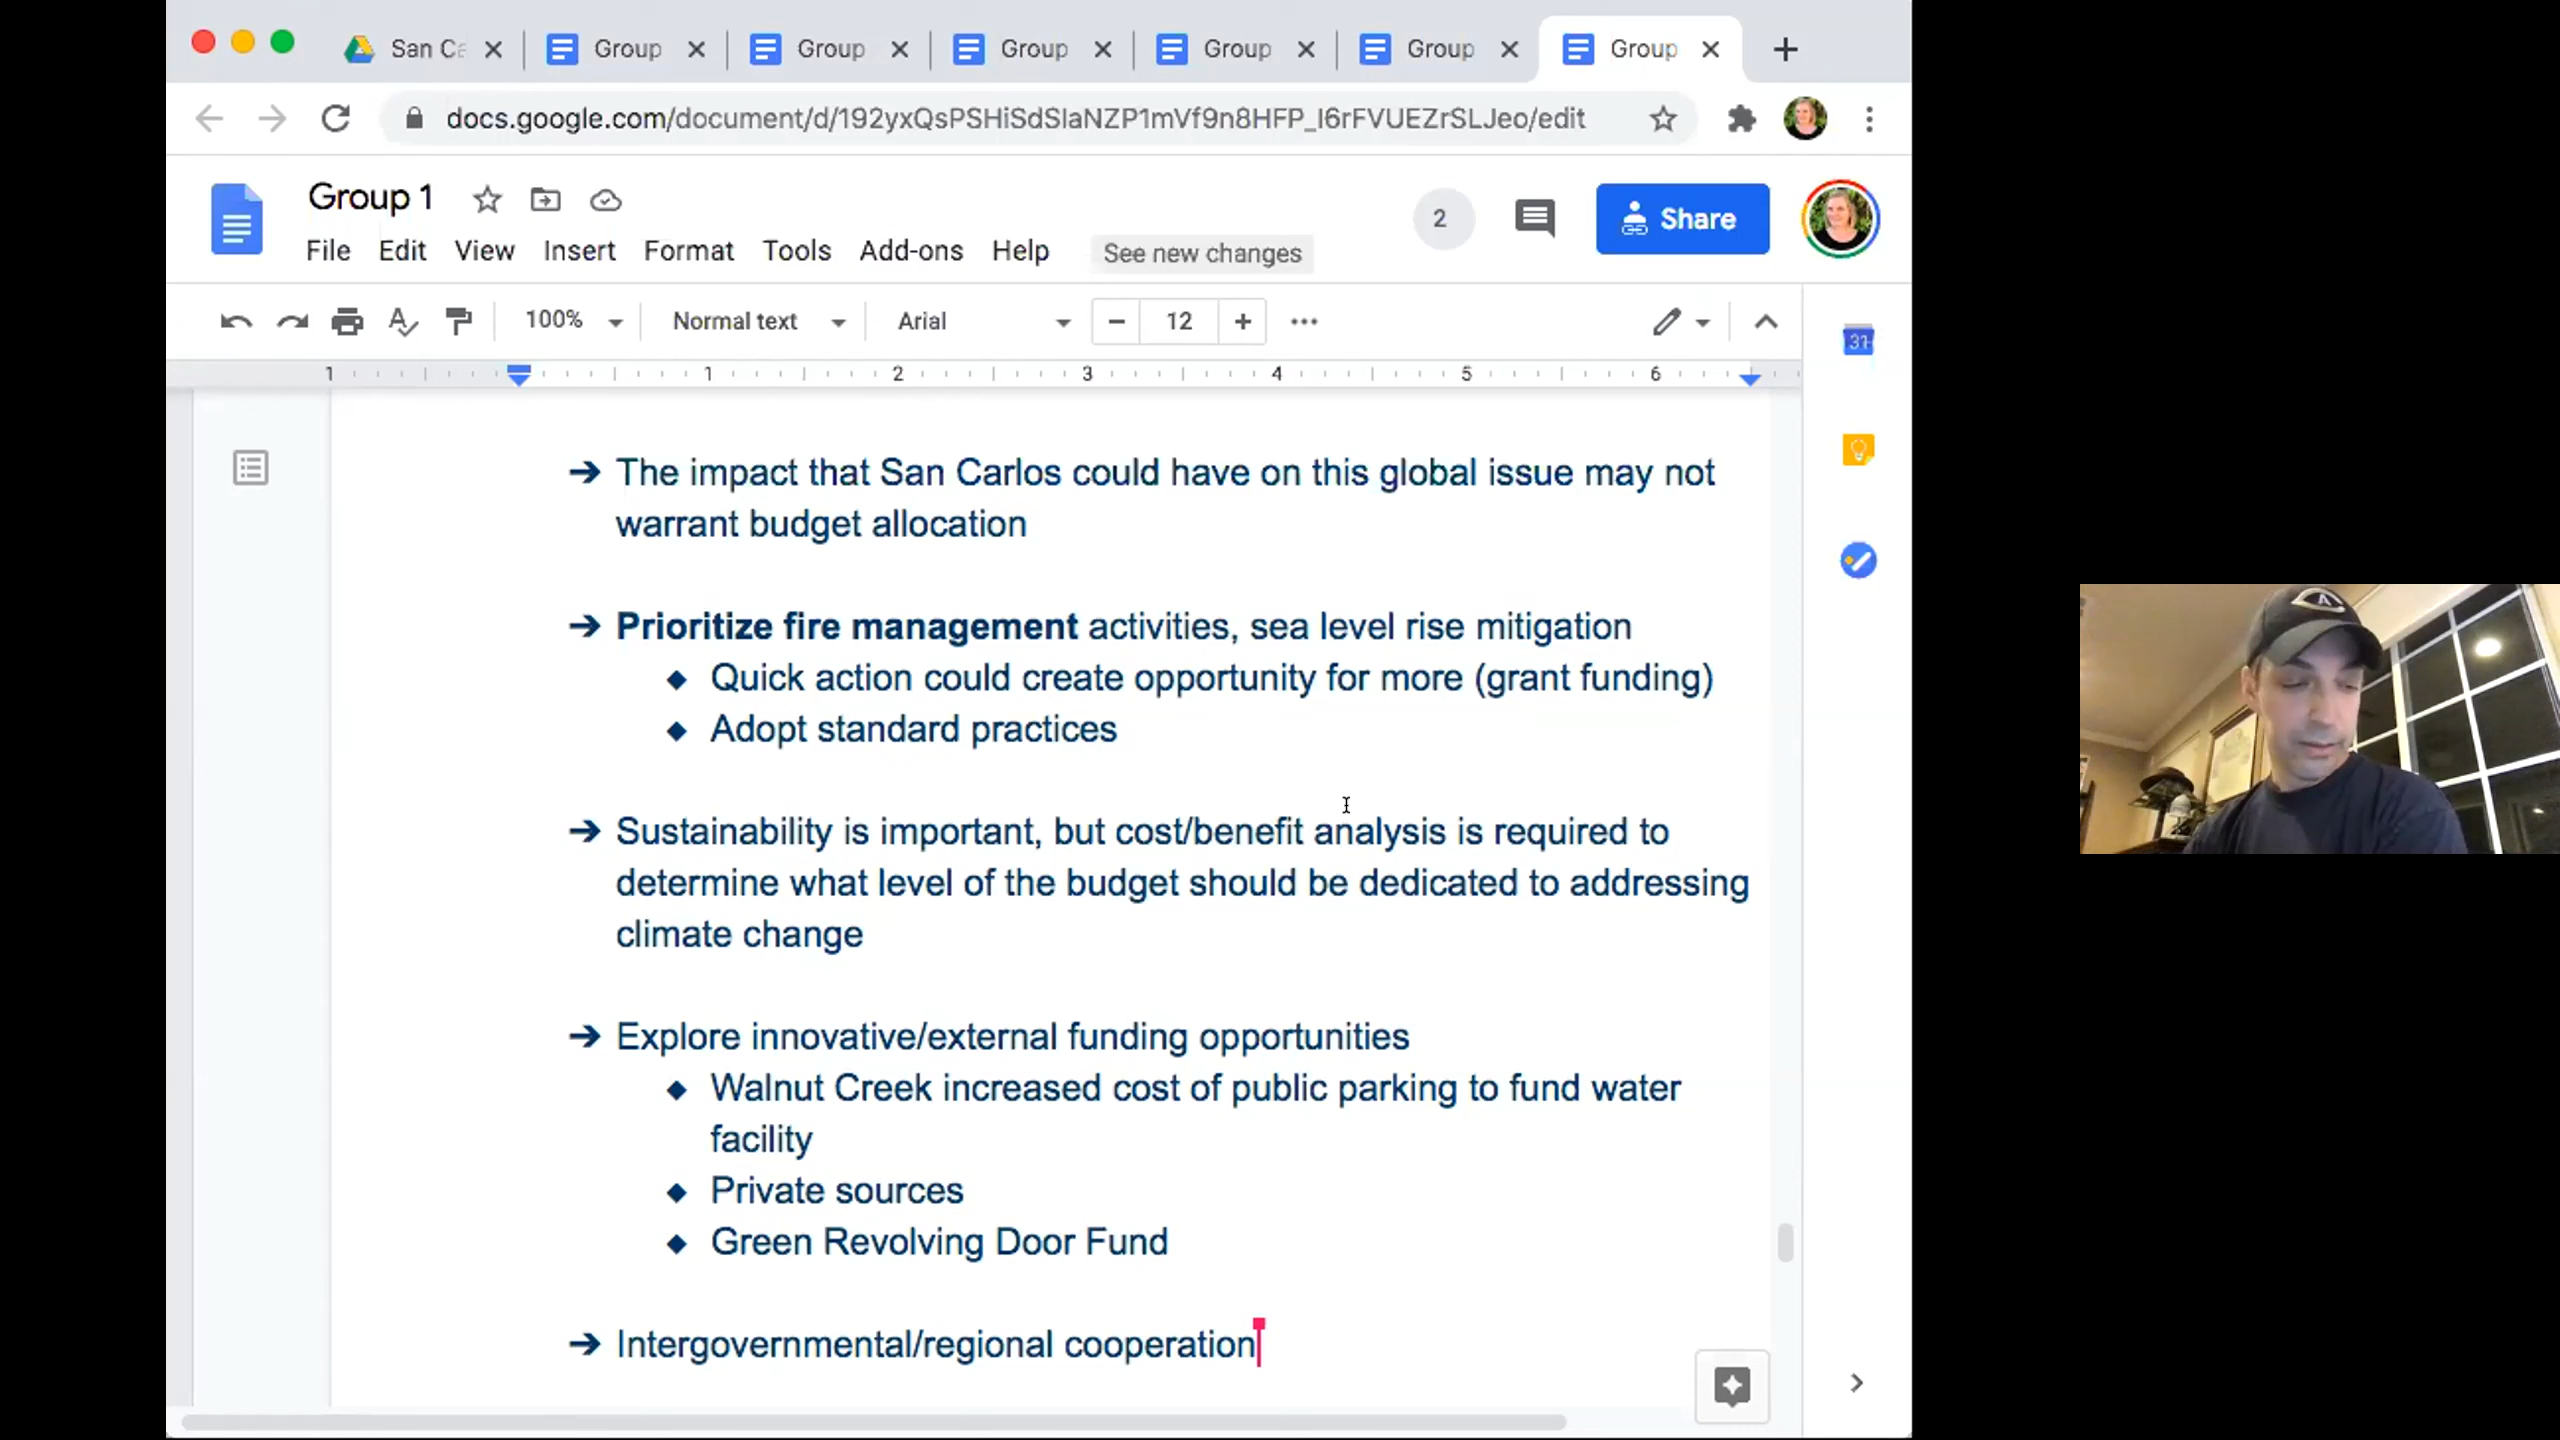 San Ca
Group
Group
Group
Group
Group
Group
docs.google.com/document/d/192yxQsPSHiSdSlaNZP1mVf9n8HFP_I6rFVUEZrSLJeo/edit
Group 1
2
Share
File Edit View Insert Format Tools Add-ons Help See new changes
100% Normal text Arial 12
1 1 2 3 4 5 6
31
➔ The impact that San Carlos could have on this global issue may not
warrant budget allocation
➔ Prioritize fire management activities, sea level rise mitigation
◆ Quick action could create opportunity for more (grant funding)
◆ Adopt standard practices
➔ Sustainability is important, but cost/benefit analysis is required to
determine what level of the budget should be dedicated to addressing
climate change
➔ Explore innovative/external funding opportunities
◆ Walnut Creek increased cost of public parking to fund water
facility
◆ Private sources
◆ Green Revolving Door Fund
➔ Intergovernmental/regional cooperation
A